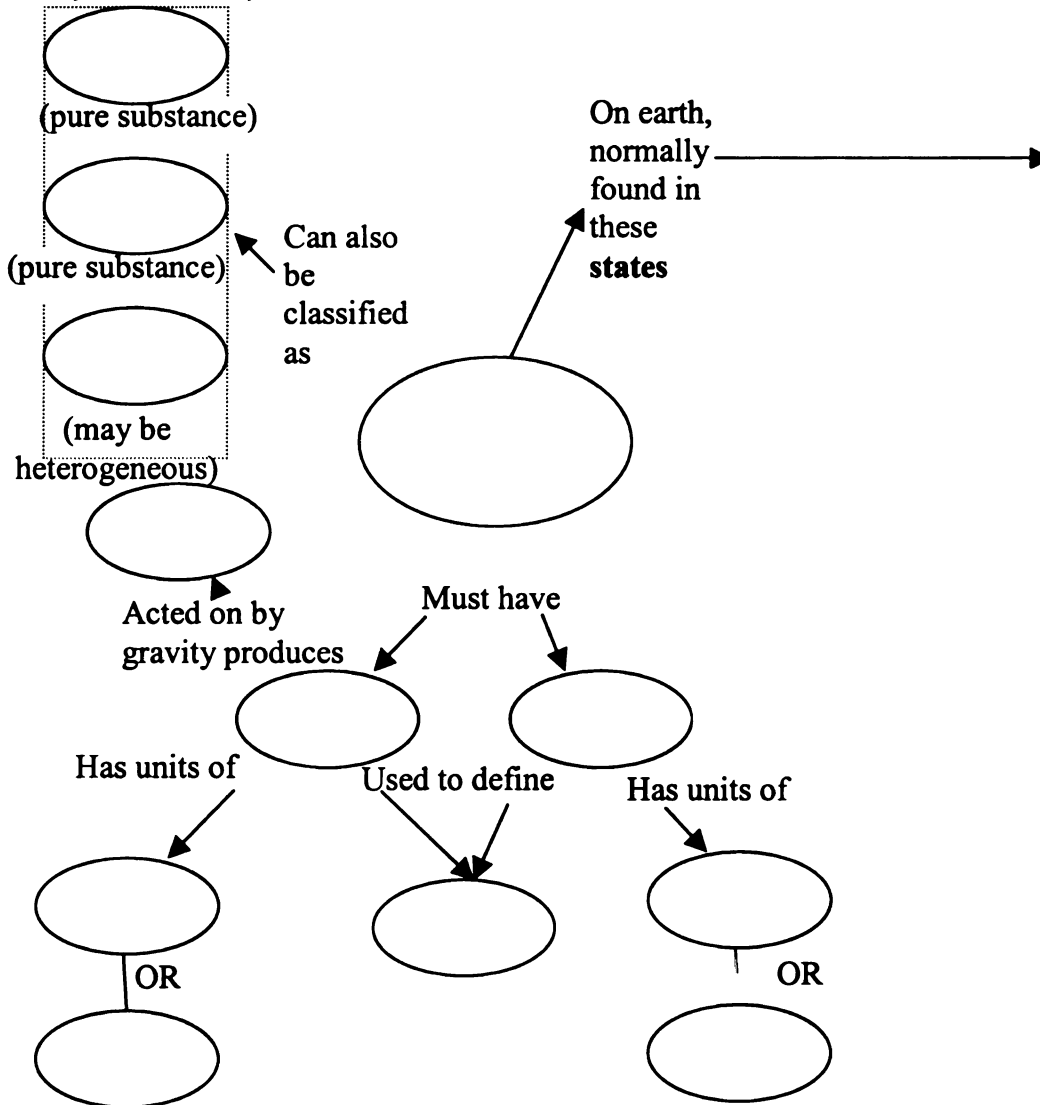 (pure substance)
On earth,
normally
found in
these
states
(pure substance)
Can also
be
classified
as
(may be
heterogeneous)
Acted on by
gravity produces
Must have
Has units of
Used to define
Has units of
OR
OR